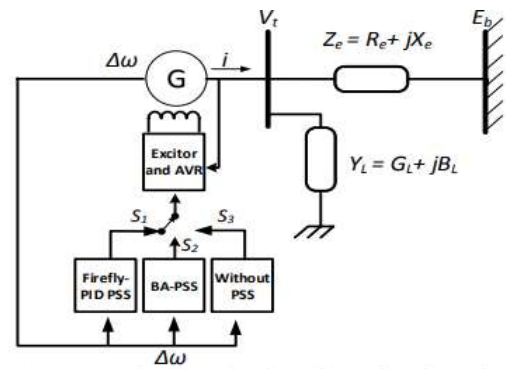 V_t
E_b
Z_e = R_e + jX_e
Δω
i
G
Excitor
and AVR
Y_L = G_L + jB_L
S_1
S_3
S_2
Firefly-
PID PSS
BA-PSS
Without
PSS
Δω